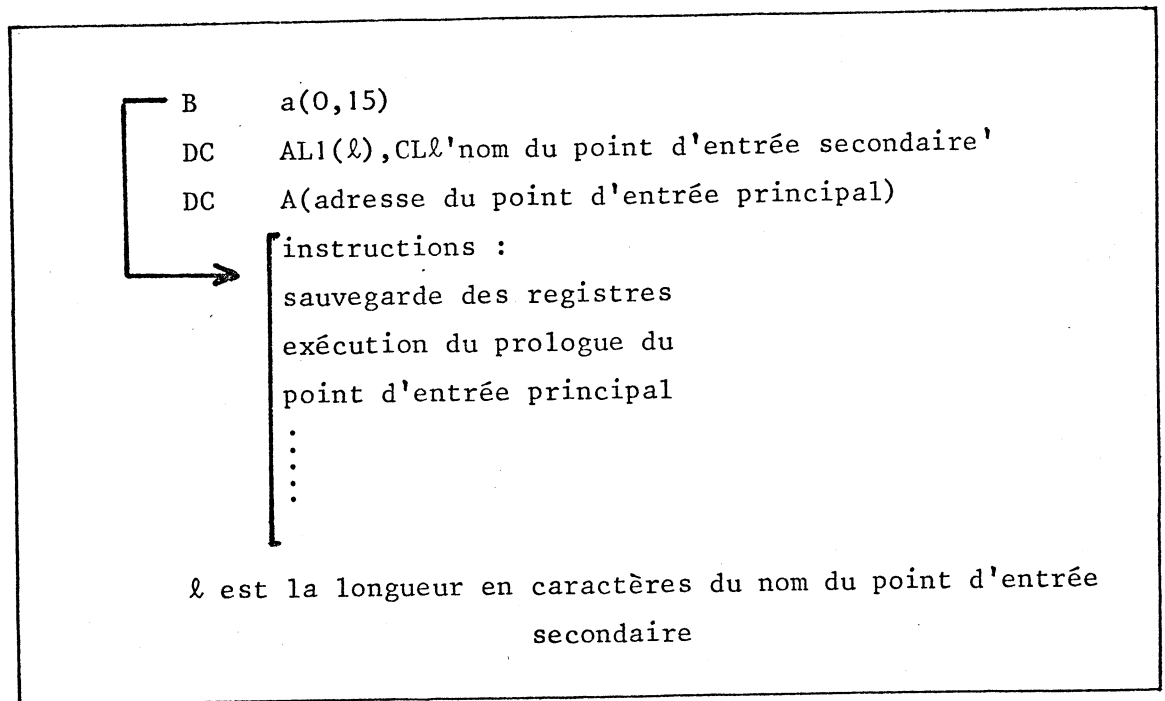 B a(0,15)
DC AL1(ℓ),CLℓ'nom du point d'entrée secondaire'
DC A(adresse du point d'entrée principal)
instructions :
sauvegarde des registres
exécution du prologue du
point d'entrée principal
ℓ est la longueur en caractères du nom du point d'entrée
secondaire